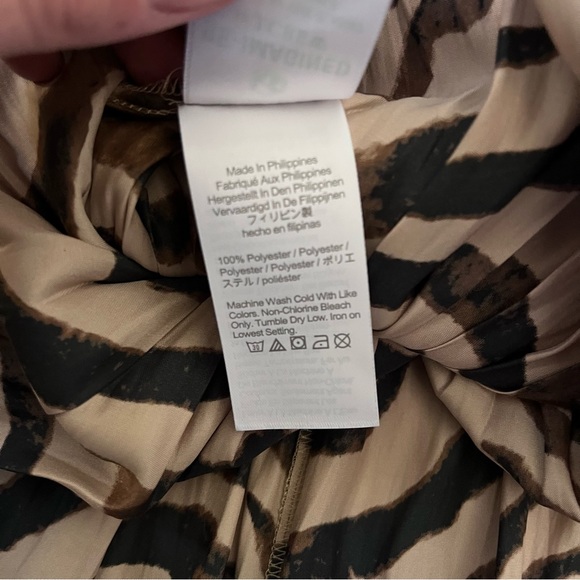 RE-IMAGINED
Made In Philippines
Fabriqué Aux Philippines
Hergestellt In Den Philippinen
Vervaardigd In De Filippijnen
フィリピン製
hecho en filipinas
100% Polyester / Polyester /
Polyester / Polyester / ポリエ
ステル / poliéster
Machine Wash Cold With Like
Colors. Non-Chlorine Bleach
Only. Tumble Dry Low. Iron on
Lowest Setting.